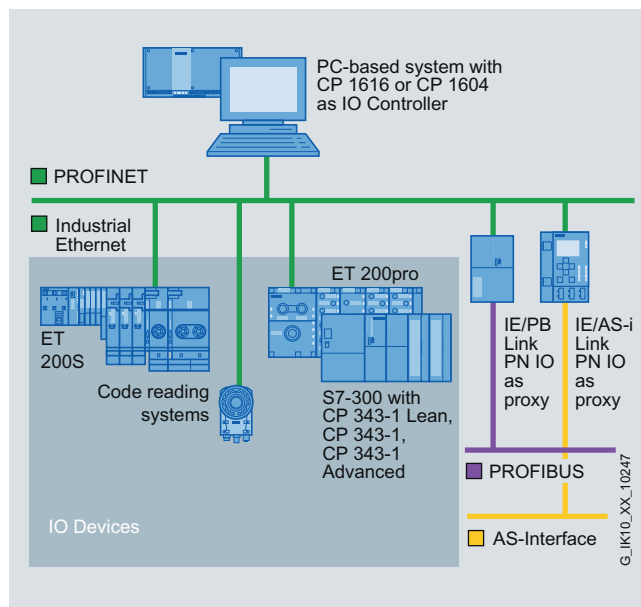 PC-based system with
CP 1616 or CP 1604
as IO Controller
PROFINET
Industrial
Ethernet
ET 200pro
ET
200S
Code reading
systems
S7-300 with
CP 343-1 Lean,
CP 343-1,
CP 343-1
Advanced
IE/PB
Link
PN IO
as
proxy
IE/AS-i
Link
PN IO
as
proxy
PROFIBUS
IO Devices
AS-Interface
G_IK10_XX_10247